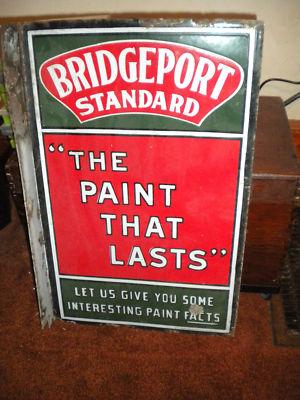 BRIDGEPORT
STANDARD
"THE
PAINT
THAT
LASTS"
LET US GIVE YOU SOME
INTERESTING PAINT FACTS